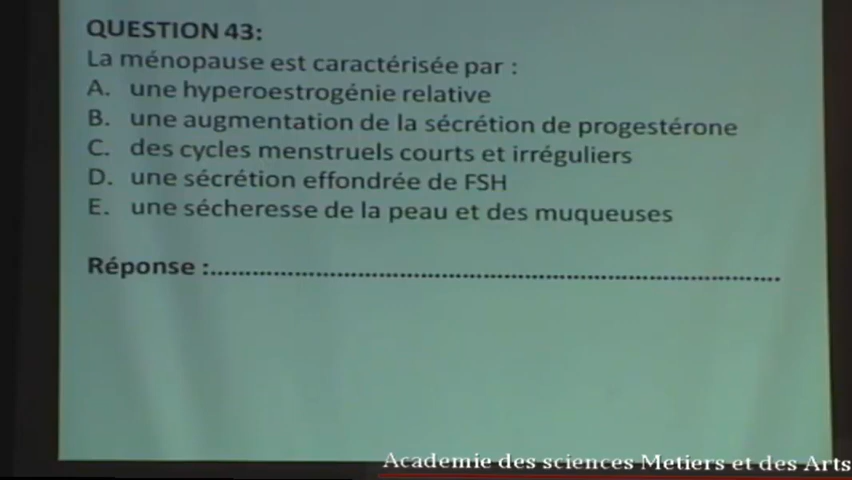 QUESTION 43:
La ménopause est caractérisée par :
A. une hyperoestrogénie relative
B. une augmentation de la sécrétion de progestérone
C. des cycles menstruels courts et irréguliers
D. une sécrétion effondrée de FSH
E. une sécheresse de la peau et des muqueuses
Réponse :................................................................................
Academie des sciences Metiers et des Arts